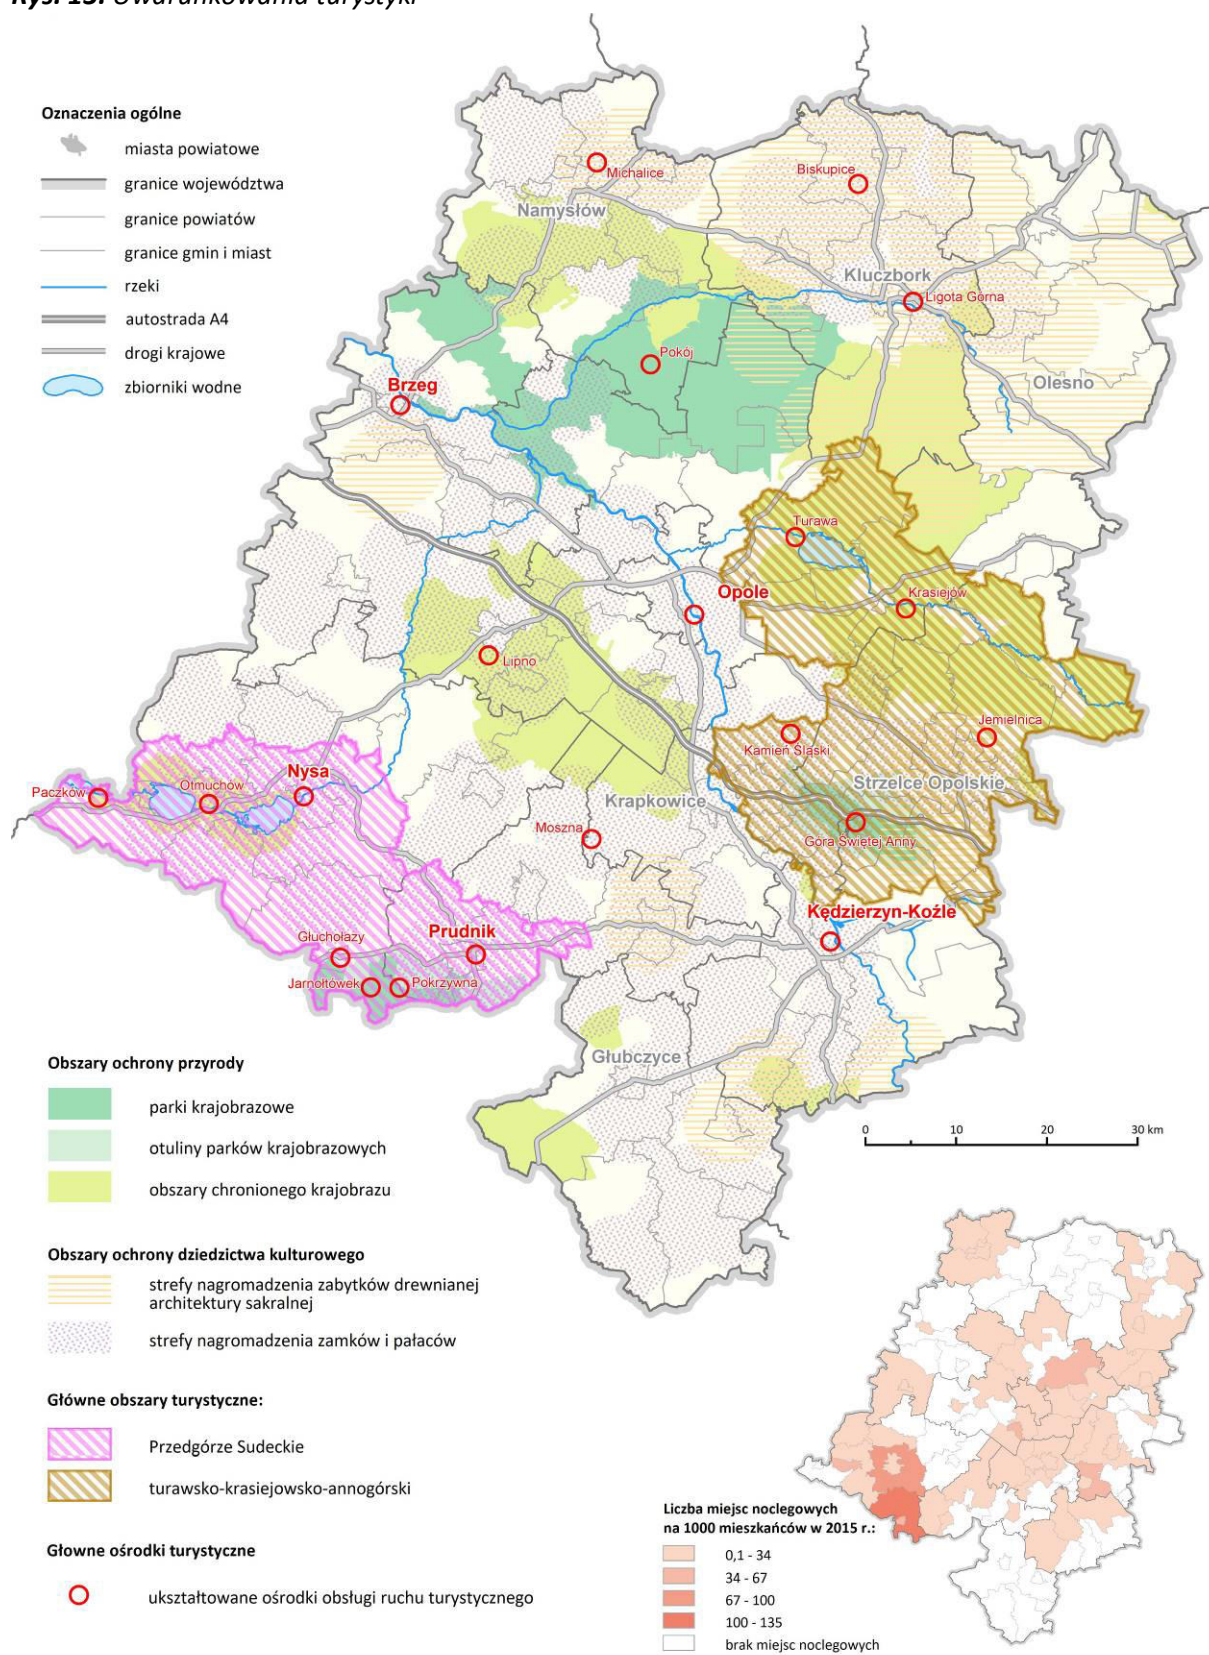 Rys. 13. Uwarunkowania turystyki
Oznaczenia ogólne
miasta powiatowe
granice województwa
granice powiatów
granice gmin i miast
rzeki
autostrada A4
drogi krajowe
zbiorniki wodne
Michalice
Biskupice
Namysłów
Kluczbork
Ligota Górna
Pokój
Olesno
Brzeg
Turawa
Opole
Krasiejów
Lipno
Jemielnica
Kamień Śląski
Nysa
Strzelce Opolskie
Paczków
Otmuchów
Krapkowice
Moszna
Góra Świętej Anny
Kędzierzyn-Koźle
Prudnik
Głuchołazy
Jarnołtówek
Pokrzywna
Głubczyce
Obszary ochrony przyrody
parki krajobrazowe
otuliny parków krajobrazowych
obszary chronionego krajobrazu
0 10 20 30 km
Obszary ochrony dziedzictwa kulturowego
strefy nagromadzenia zabytków drewnianej
architektury sakralnej
strefy nagromadzenia zamków i pałaców
Główne obszary turystyczne:
Przedgórze Sudeckie
turawsko-krasiejowsko-annogórski
Głowne ośrodki turystyczne
ukształtowane ośrodki obsługi ruchu turystycznego
Liczba miejsc noclegowych
na 1000 mieszkańców w 2015 r.:
0,1 - 34
34 - 67
67 - 100
100 - 135
brak miejsc noclegowych